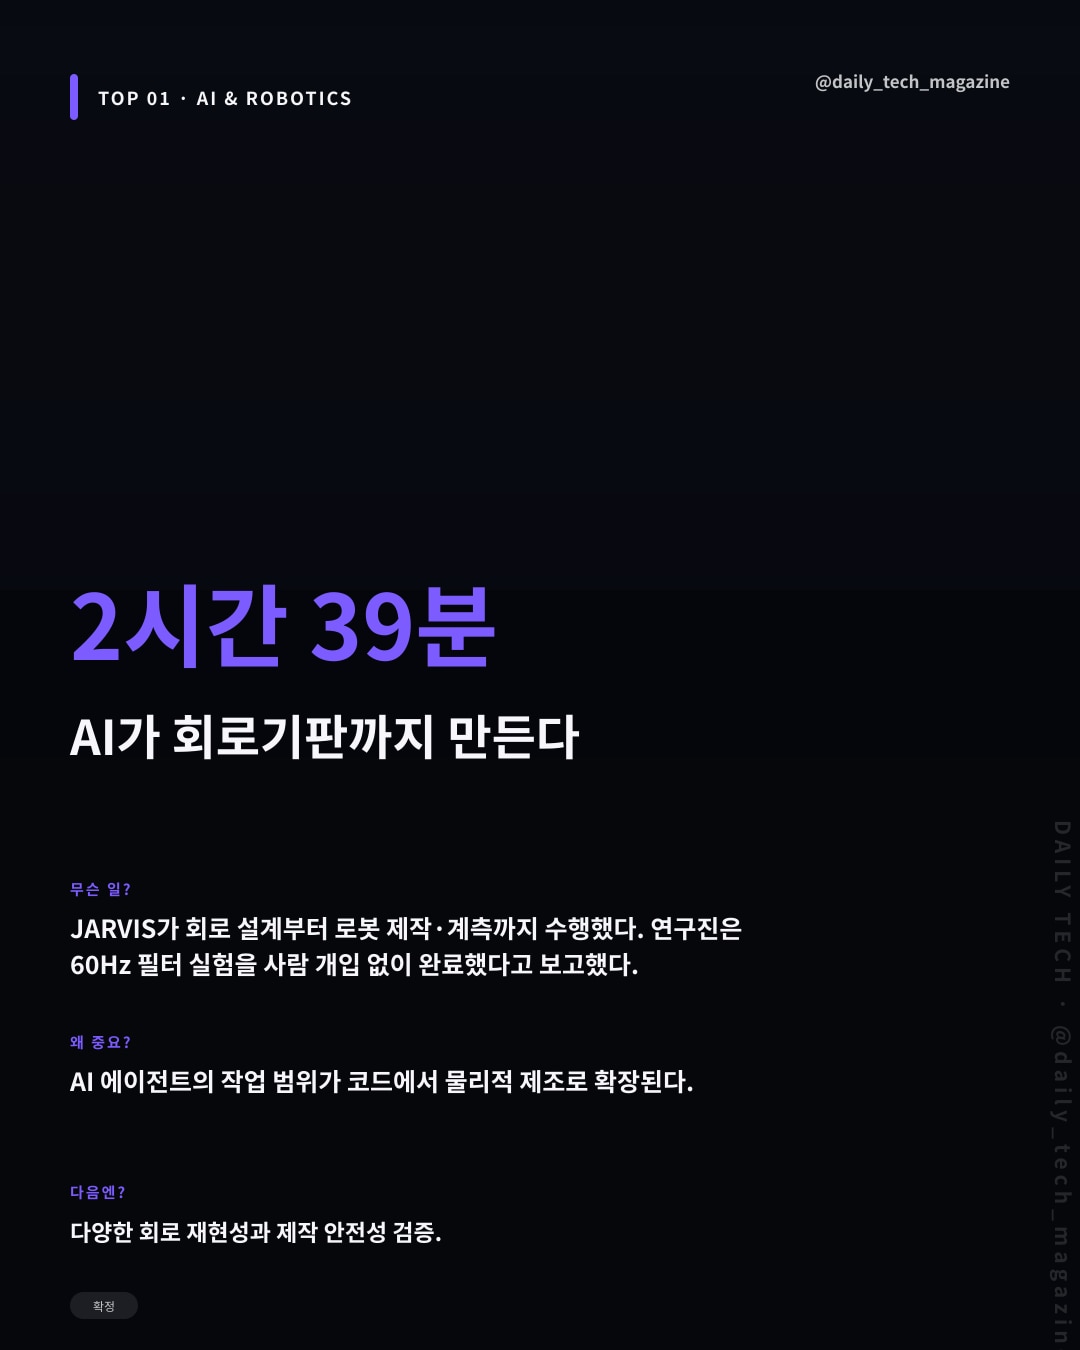 TOP 01 · AI & ROBOTICS
@daily_tech_magazine
2시간 39분
AI가 회로기판까지 만든다
무슨 일?
JARVIS가 회로 설계부터 로봇 제작·계측까지 수행했다. 연구진은
60Hz 필터 실험을 사람 개입 없이 완료했다고 보고했다.
왜 중요?
AI 에이전트의 작업 범위가 코드에서 물리적 제조로 확장된다.
다음엔?
다양한 회로 재현성과 제작 안전성 검증.
확정
DAILY TECH · @daily_tech_magazin